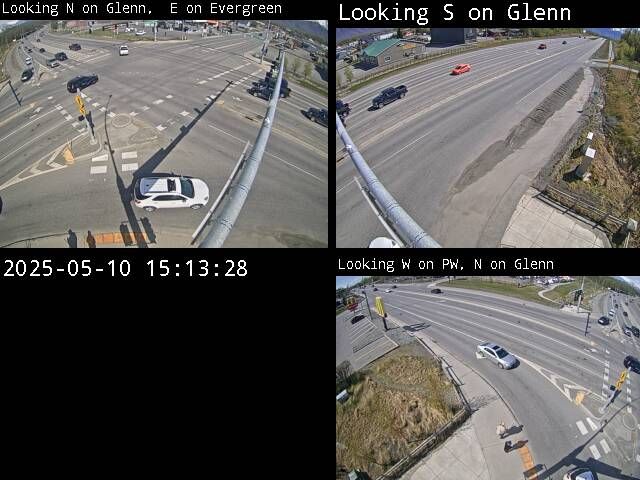 Looking N on Glenn,  E on Evergreen
Looking S on Glenn
2025-05-10 15:13:28
Looking W on PW, N on Glenn